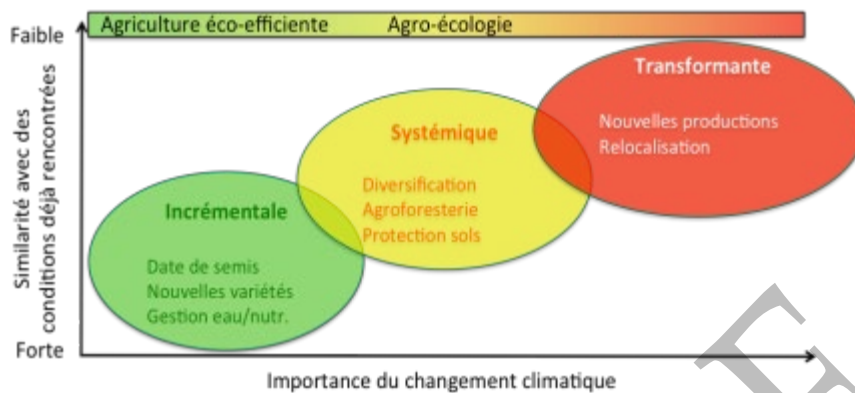 Agriculture éco-efficiente Agro-écologie
Faible
Transformante
Nouvelles productions
Relocalisation
Systémique
Diversification
Agroforesterie
Protection sols
Incrémentale
Date de semis
Nouvelles variétés
Gestion eau/nutr.
Similarité avec des
conditions déjà rencontrées
Forte
Importance du changement climatique